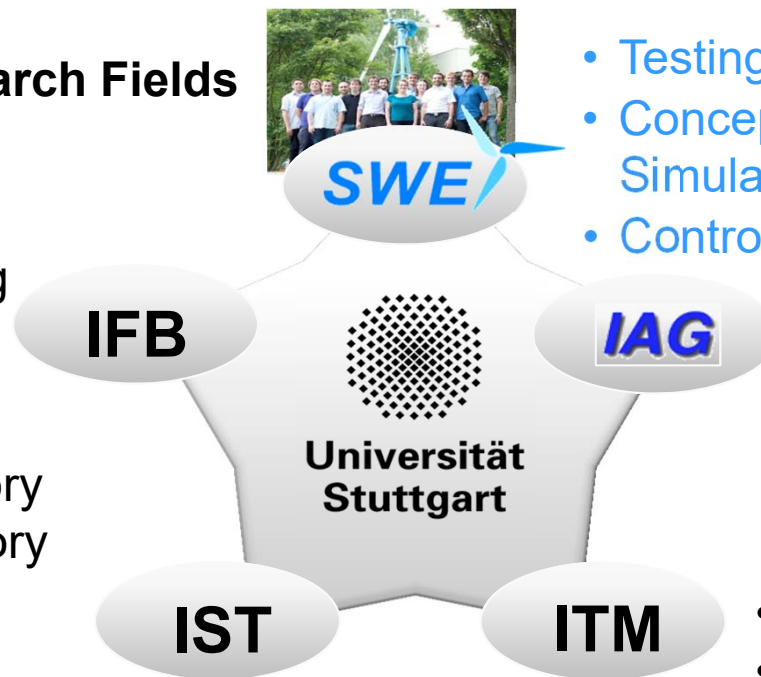 arch Fields
• Testing
• Concep
Simula
• Contro
SWE
g
IFB
IAG
Universität
Stuttgart
ory
ory
IST
ITM
•
•